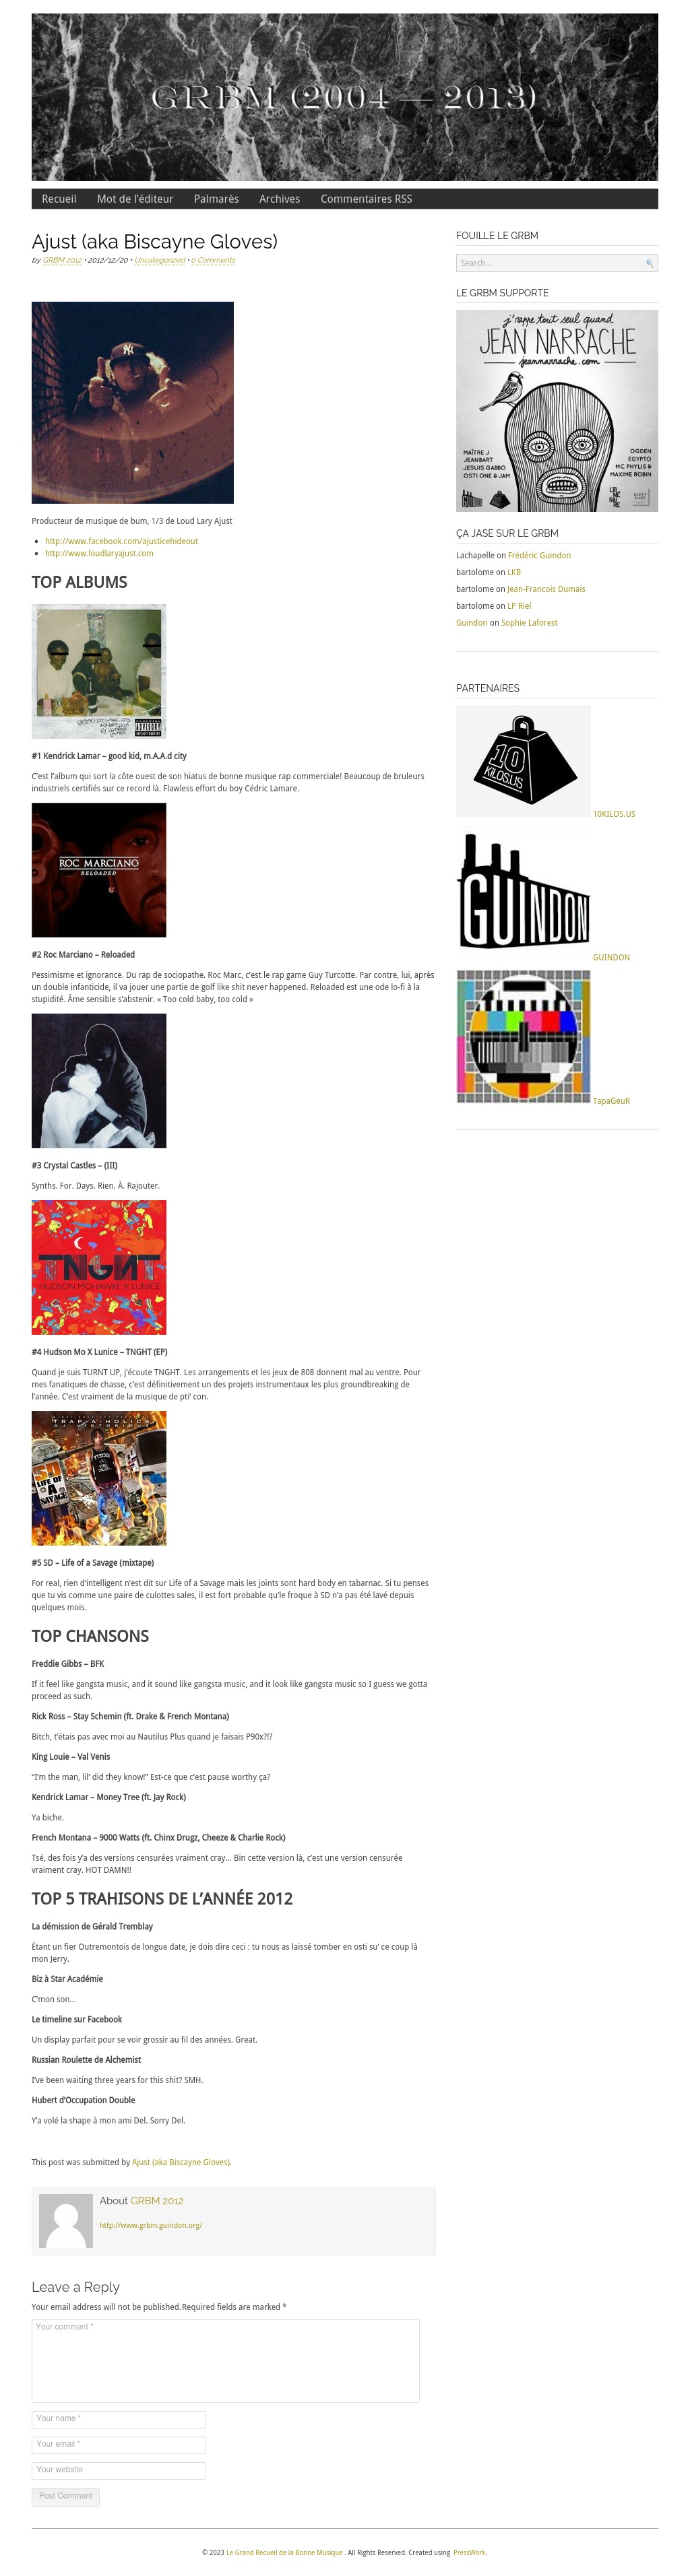 GRBM (2004 — 2013)
Recueil Mot de l'éditeur Palmarès Archives Commentaires RSS
Ajust (aka Biscayne Gloves)
by GRBM 2012 • 2012/12/20 • Uncategorized • 0 Comments
Producteur de musique de bum, 1/3 de Loud Lary Ajust
http://www.facebook.com/ajusticehideout
http://www.loudlaryajust.com
TOP ALBUMS
#1 Kendrick Lamar – good kid, m.A.A.d city
C'est l'album qui sort la côte ouest de son hiatus de bonne musique rap commerciale! Beaucoup de bruleurs
industriels certifiés sur ce record là. Flawless effort du boy Cédric Lamare.
ROC MARCIANO
RELOADED
#2 Roc Marciano – Reloaded
Pessimisme et ignorance. Du rap de sociopathe. Roc Marc, c'est le rap game Guy Turcotte. Par contre, lui, après
un double infanticide, il va jouer une partie de golf like shit never happened. Reloaded est une ode lo-fi à la
stupidité. Âme sensible s'abstenir. « Too cold baby, too cold »
#3 Crystal Castles – (III)
Synths. For. Days. Rien. À. Rajouter.
TNGHT
HUDSON MOHAWKE X LUNICE
#4 Hudson Mo X Lunice – TNGHT (EP)
Quand je suis TURNT UP, j'écoute TNGHT. Les arrangements et les jeux de 808 donnent mal au ventre. Pour
mes fanatiques de chasse, c'est définitivement un des projets instrumentaux les plus groundbreaking de
l'année. C'est vraiment de la musique de pti' con.
TRAP-A-HOLICS
SD
LIFE OF A SAVAGE
#5 SD – Life of a Savage (mixtape)
For real, rien d'intelligent n'est dit sur Life of a Savage mais les joints sont hard body en tabarnac. Si tu penses
que tu vis comme une paire de culottes sales, il est fort probable qu'le froque à SD n'a pas été lavé depuis
quelques mois.
TOP CHANSONS
Freddie Gibbs – BFK
If it feel like gangsta music, and it sound like gangsta music, and it look like gangsta music so I guess we gotta
proceed as such.
Rick Ross – Stay Schemin (ft. Drake & French Montana)
Bitch, t'étais pas avec moi au Nautilus Plus quand je faisais P90x?!?
King Louie – Val Venis
"I'm the man, lil' did they know!" Est-ce que c'est pause worthy ça?
Kendrick Lamar – Money Tree (ft. Jay Rock)
Ya biche.
French Montana – 9000 Watts (ft. Chinx Drugz, Cheeze & Charlie Rock)
Tsé, des fois y'a des versions censurées vraiment cray... Bin cette version là, c'est une version censurée
vraiment cray. HOT DAMN!!
TOP 5 TRAHISONS DE L'ANNÉE 2012
La démission de Gérald Tremblay
Étant un fier Outremontois de longue date, je dois dire ceci : tu nous as laissé tomber en osti su' ce coup là
mon Jerry.
Biz à Star Académie
C'mon son...
Le timeline sur Facebook
Un display parfait pour se voir grossir au fil des années. Great.
Russian Roulette de Alchemist
I've been waiting three years for this shit? SMH.
Hubert d'Occupation Double
Y'a volé la shape à mon ami Del. Sorry Del.
This post was submitted by Ajust (aka Biscayne Gloves).
About GRBM 2012
http://www.grbm.guindon.org/
Leave a Reply
Your email address will not be published. Required fields are marked *
Your comment *
Your name *
Your email *
Your website
Post Comment
FOUILLE LE GRBM
Search...
LE GRBM SUPPORTE
j'rappe tout seul quand
JEAN NARRACHE
jeannarrache.com
MAÎTRE J
JEANBART
JESUIS GABBO
OSTI ONE & JAM
OGDEN
EGYPTO
MC PHYLIS &
MAXIME ROBIN
ÇA JASE SUR LE GRBM
Lachapelle on Frédéric Guindon
bartolome on LKB
bartolome on Jean-Francois Dumais
bartolome on LP Riel
Guindon on Sophie Laforest
PARTENAIRES
10
KILOS.US
10KILOS.US
GUINDON
GUINDON
TapaGeuR
© 2023 Le Grand Recueil de la Bonne Musique . All Rights Reserved. Created using PressWork.